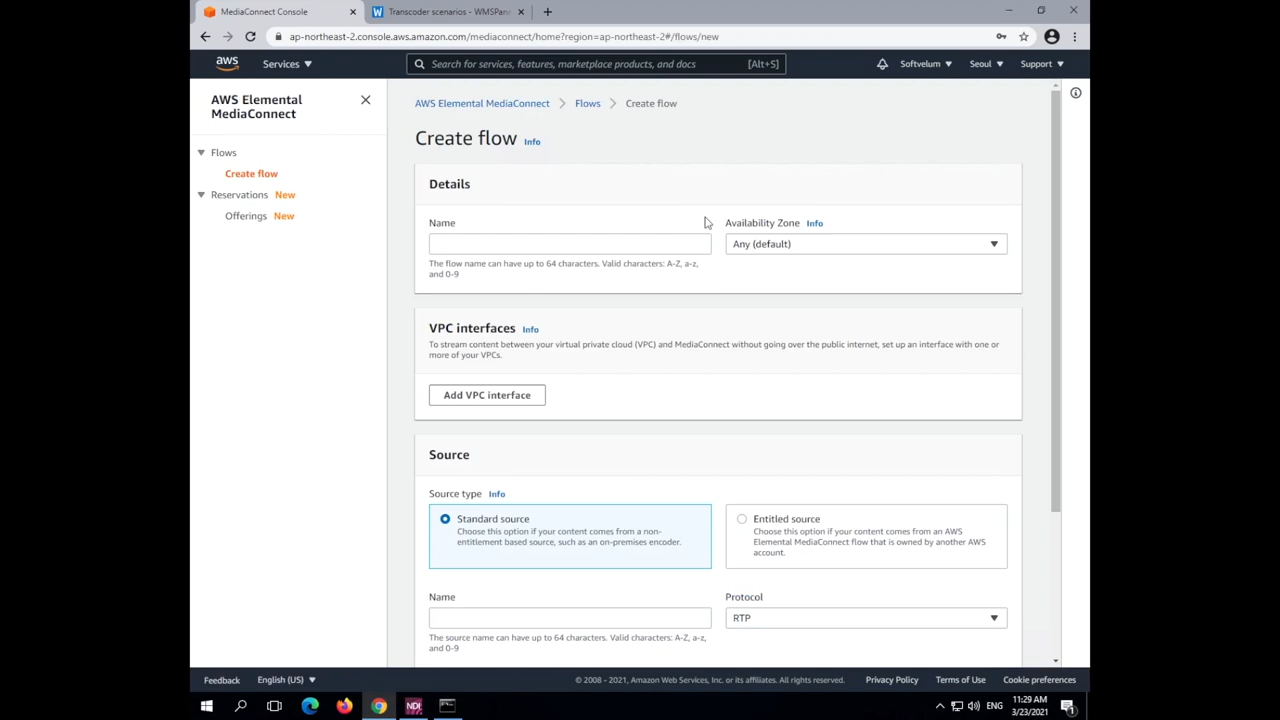 MediaConnect Console
Transcoder scenarios - WMSPan
ap-northeast-2.console.aws.amazon.com/mediaconnect/home?region=ap-northeast-2#/flows/new
aws
Services
Search for services, features, marketplace products, and docs
[Alt+S]
Softvelum
Seoul
Support
AWS Elemental
MediaConnect
Flows
Create flow
Reservations New
Offerings New
AWS Elemental MediaConnect
Flows
Create flow
Create flow Info
Details
Name
The flow name can have up to 64 characters. Valid characters: A-Z, a-z,
and 0-9
Availability Zone Info
Any (default)
VPC interfaces Info
To stream content between your virtual private cloud (VPC) and MediaConnect without going over the public internet, set up an interface with one or
more of your VPCs.
Add VPC interface
Source
Source type Info
Standard source
Choose this option if your content comes from a non-
entitlement based source, such as an on-premises encoder.
Entitled source
Choose this option if your content comes from an AWS
Elemental MediaConnect flow that is owned by another AWS
account.
Name
The source name can have up to 64 characters. Valid characters: A-Z, a-z,
and 0-9
Protocol
RTP
Feedback
English (US)
© 2008 - 2021, Amazon Web Services, Inc. or its affiliates. All rights reserved.
Privacy Policy
Terms of Use
Cookie preferences
NDI
ENG
11:29 AM
3/23/2021
1